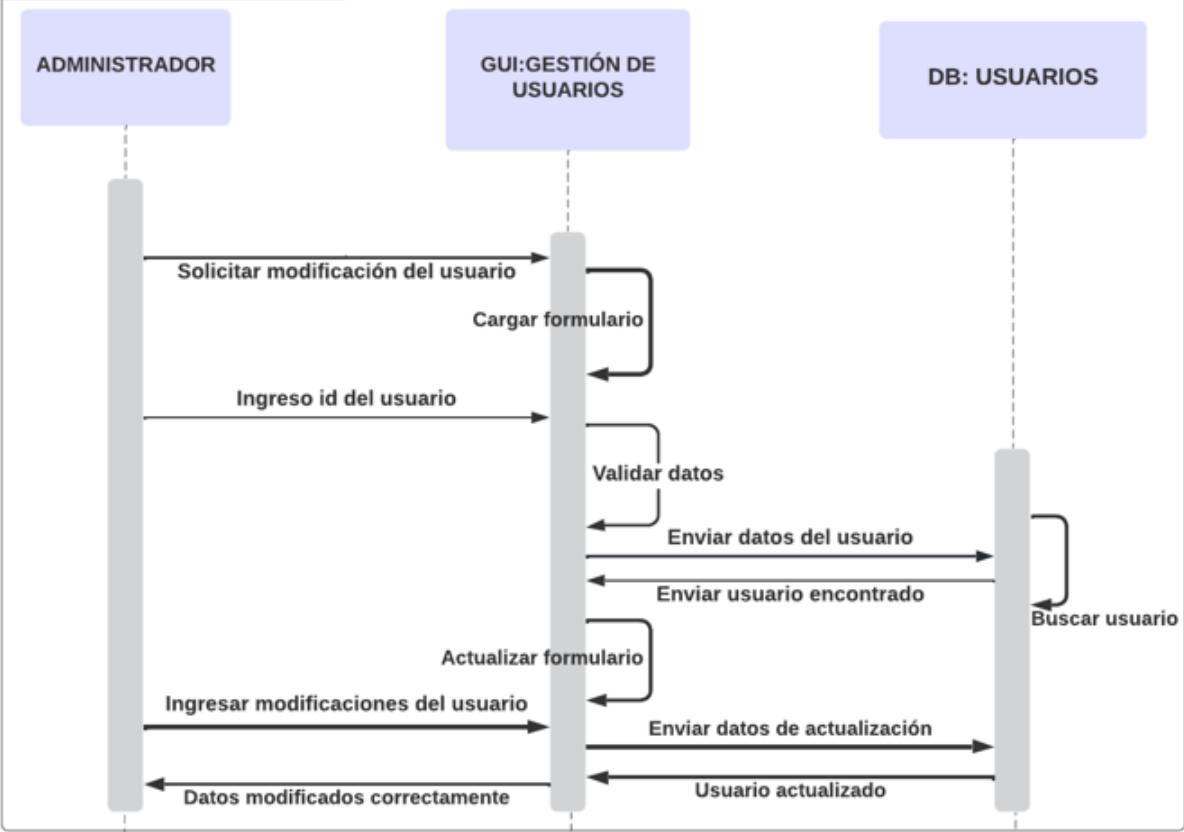 ADMINISTRADOR
GUI:GESTIÓN DE
USUARIOS
DB: USUARIOS
Solicitar modificación del usuario
Cargar formulario
Ingreso id del usuario
Validar datos
Enviar datos del usuario
Enviar usuario encontrado
Buscar usuario
Actualizar formulario
Ingresar modificaciones del usuario
Enviar datos de actualización
Usuario actualizado
Datos modificados correctamente